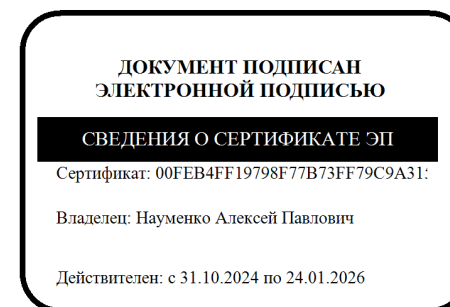 ДОКУМЕНТ ПОДПИСАН
ЭЛЕКТРОННОЙ ПОДПИСЬЮ
СВЕДЕНИЯ О СЕРТИФИКАТЕ ЭП
Сертификат: 00FEB4FF19798F77B73FF79C9A31
Владелец: Науменко Алексей Павлович
Действителен: с 31.10.2024 по 24.01.2026